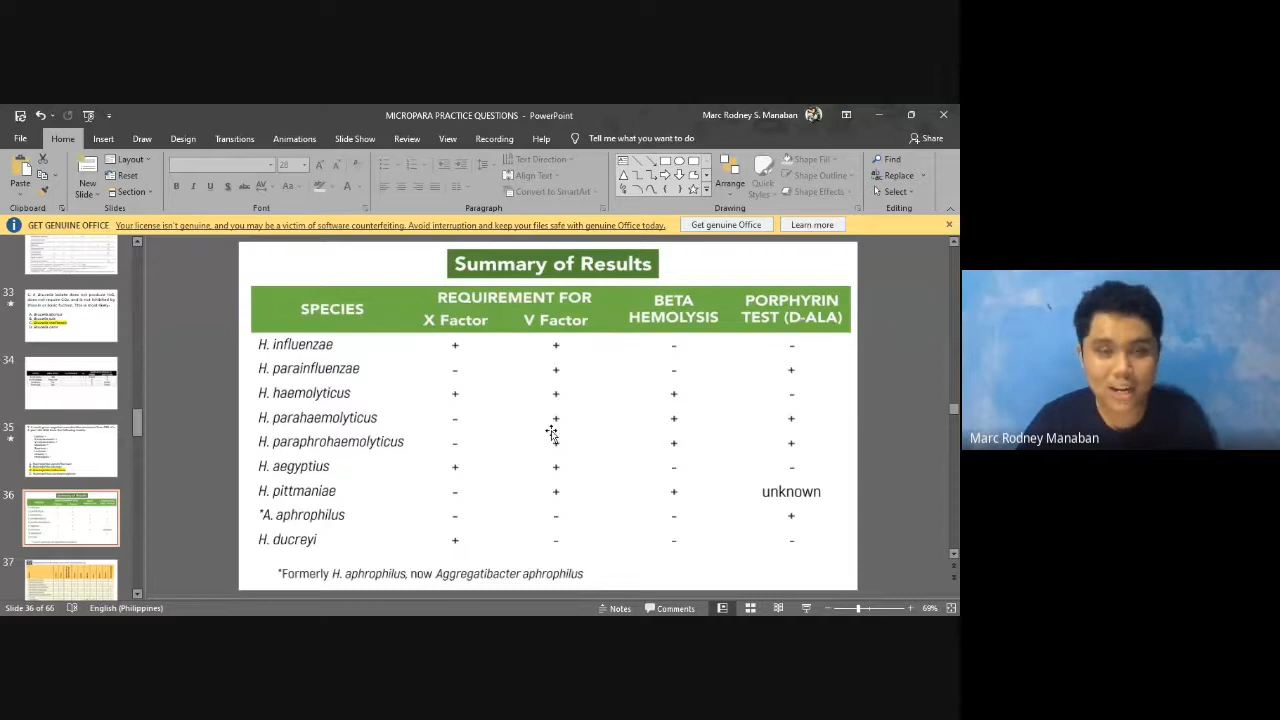 MICROPARA PRACTICE QUESTIONS - PowerPoint
Marc Rodney S. Manaban
File Home Insert Draw Design Transitions Animations Slide Show Review View Recording Help Tell me what you want to do Share
Paste
New Slide
Layout
Reset
Section
28
Text Direction
Align Text
Convert to SmartArt
Arrange
Quick Styles
Shape Fill
Shape Outline
Shape Effects
Find
Replace
Select
Clipboard Slides Font Paragraph Drawing Editing
GET GENUINE OFFICE Your license isn't genuine, and you may be a victim of software counterfeiting. Avoid interruption and keep your files safe with genuine Office today. Get genuine Office Learn more
33
34
35
36
37
Summary of Results
SPECIES REQUIREMENT FOR BETA HEMOLYSIS PORPHYRIN TEST (D-ALA)
X Factor V Factor
H. influenzae + + - -
H. parainfluenzae - + - +
H. haemolyticus + + + -
H. parahaemolyticus - + + +
H. paraphrohaemolyticus - + + +
H. aegyptius + + - -
H. pittmaniae - + + unknown
*A. aphrophilus - - - +
H. ducreyi + - - -
*Formerly H. aphrophilus, now Aggregatibacter aphrophilus
Marc Rodney Manaban
Slide 36 of 66 English (Philippines) Notes Comments 69%